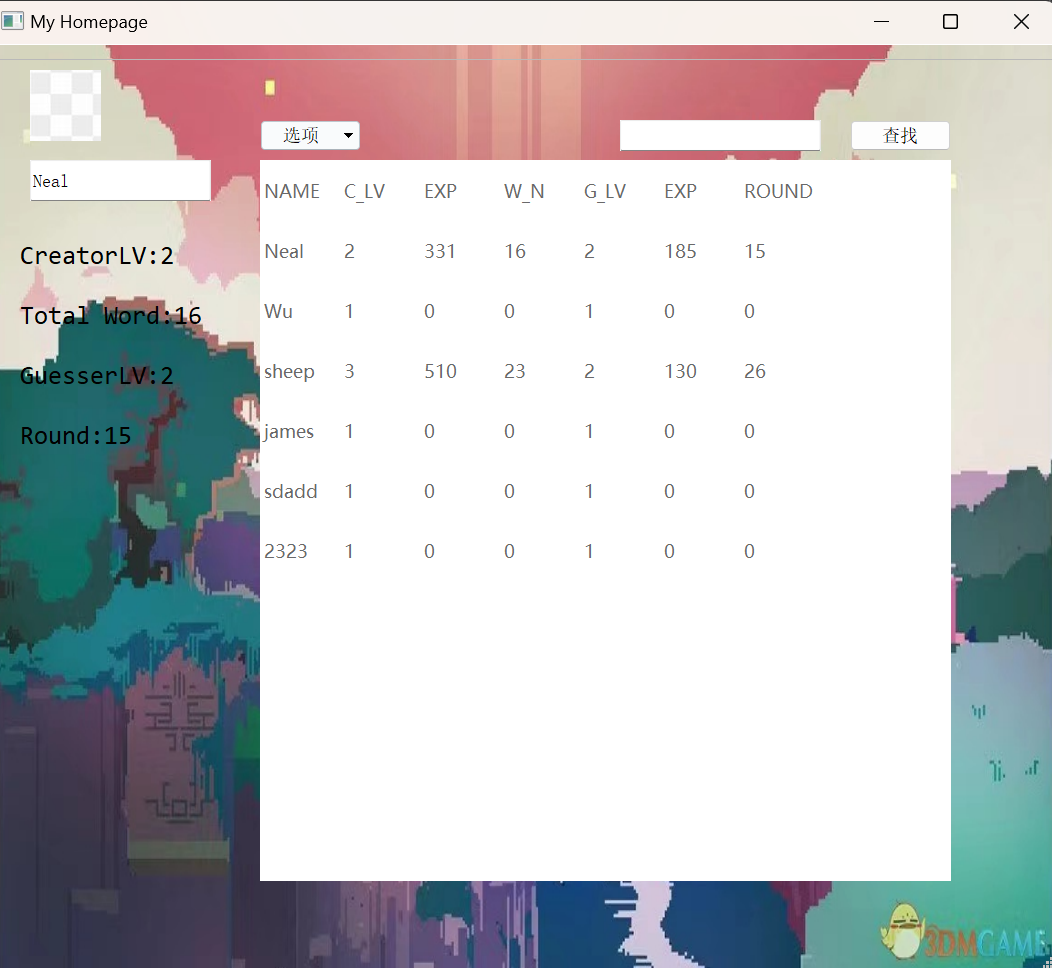 My Homepage
选项
查找
Neal
CreatorLV:2
Total Word:16
GuesserLV:2
Round:15
NAME C_LV EXP W_N G_LV EXP ROUND
Neal 2 331 16 2 185 15
Wu 1 0 0 1 0 0
sheep 3 510 23 2 130 26
james 1 0 0 1 0 0
sdadd 1 0 0 1 0 0
2323 1 0 0 1 0 0
3DMGAME